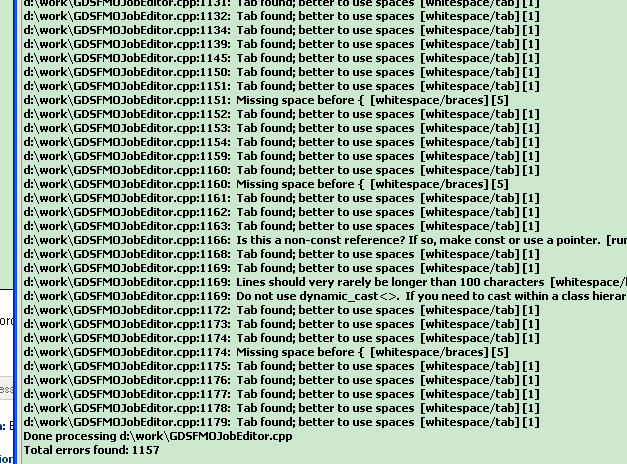 d:\work\GDSFMOJobEditor.cpp:1131: Tab found; better to use spaces [whitespace/tab] [1]
d:\work\GDSFMOJobEditor.cpp:1132: Tab found; better to use spaces [whitespace/tab] [1]
d:\work\GDSFMOJobEditor.cpp:1134: Tab found; better to use spaces [whitespace/tab] [1]
d:\work\GDSFMOJobEditor.cpp:1139: Tab found; better to use spaces [whitespace/tab] [1]
d:\work\GDSFMOJobEditor.cpp:1145: Tab found; better to use spaces [whitespace/tab] [1]
d:\work\GDSFMOJobEditor.cpp:1150: Tab found; better to use spaces [whitespace/tab] [1]
d:\work\GDSFMOJobEditor.cpp:1151: Tab found; better to use spaces [whitespace/tab] [1]
d:\work\GDSFMOJobEditor.cpp:1151: Missing space before { [whitespace/braces] [5]
d:\work\GDSFMOJobEditor.cpp:1152: Tab found; better to use spaces [whitespace/tab] [1]
d:\work\GDSFMOJobEditor.cpp:1153: Tab found; better to use spaces [whitespace/tab] [1]
d:\work\GDSFMOJobEditor.cpp:1154: Tab found; better to use spaces [whitespace/tab] [1]
d:\work\GDSFMOJobEditor.cpp:1159: Tab found; better to use spaces [whitespace/tab] [1]
d:\work\GDSFMOJobEditor.cpp:1160: Tab found; better to use spaces [whitespace/tab] [1]
d:\work\GDSFMOJobEditor.cpp:1160: Missing space before { [whitespace/braces] [5]
d:\work\GDSFMOJobEditor.cpp:1161: Tab found; better to use spaces [whitespace/tab] [1]
d:\work\GDSFMOJobEditor.cpp:1162: Tab found; better to use spaces [whitespace/tab] [1]
d:\work\GDSFMOJobEditor.cpp:1163: Tab found; better to use spaces [whitespace/tab] [1]
d:\work\GDSFMOJobEditor.cpp:1166: Is this a non-const reference? If so, make const or use a pointer. [run
d:\work\GDSFMOJobEditor.cpp:1168: Tab found; better to use spaces [whitespace/tab] [1]
d:\work\GDSFMOJobEditor.cpp:1169: Tab found; better to use spaces [whitespace/tab] [1]
d:\work\GDSFMOJobEditor.cpp:1169: Lines should very rarely be longer than 100 characters [whitespace/l
d:\work\GDSFMOJobEditor.cpp:1169: Do not use dynamic_cast<>. If you need to cast within a class hierar
d:\work\GDSFMOJobEditor.cpp:1172: Tab found; better to use spaces [whitespace/tab] [1]
d:\work\GDSFMOJobEditor.cpp:1173: Tab found; better to use spaces [whitespace/tab] [1]
d:\work\GDSFMOJobEditor.cpp:1174: Tab found; better to use spaces [whitespace/tab] [1]
d:\work\GDSFMOJobEditor.cpp:1174: Missing space before { [whitespace/braces] [5]
d:\work\GDSFMOJobEditor.cpp:1175: Tab found; better to use spaces [whitespace/tab] [1]
d:\work\GDSFMOJobEditor.cpp:1176: Tab found; better to use spaces [whitespace/tab] [1]
d:\work\GDSFMOJobEditor.cpp:1177: Tab found; better to use spaces [whitespace/tab] [1]
d:\work\GDSFMOJobEditor.cpp:1178: Tab found; better to use spaces [whitespace/tab] [1]
d:\work\GDSFMOJobEditor.cpp:1179: Tab found; better to use spaces [whitespace/tab] [1]
Done processing d:\work\GDSFMOJobEditor.cpp
Total errors found: 1157